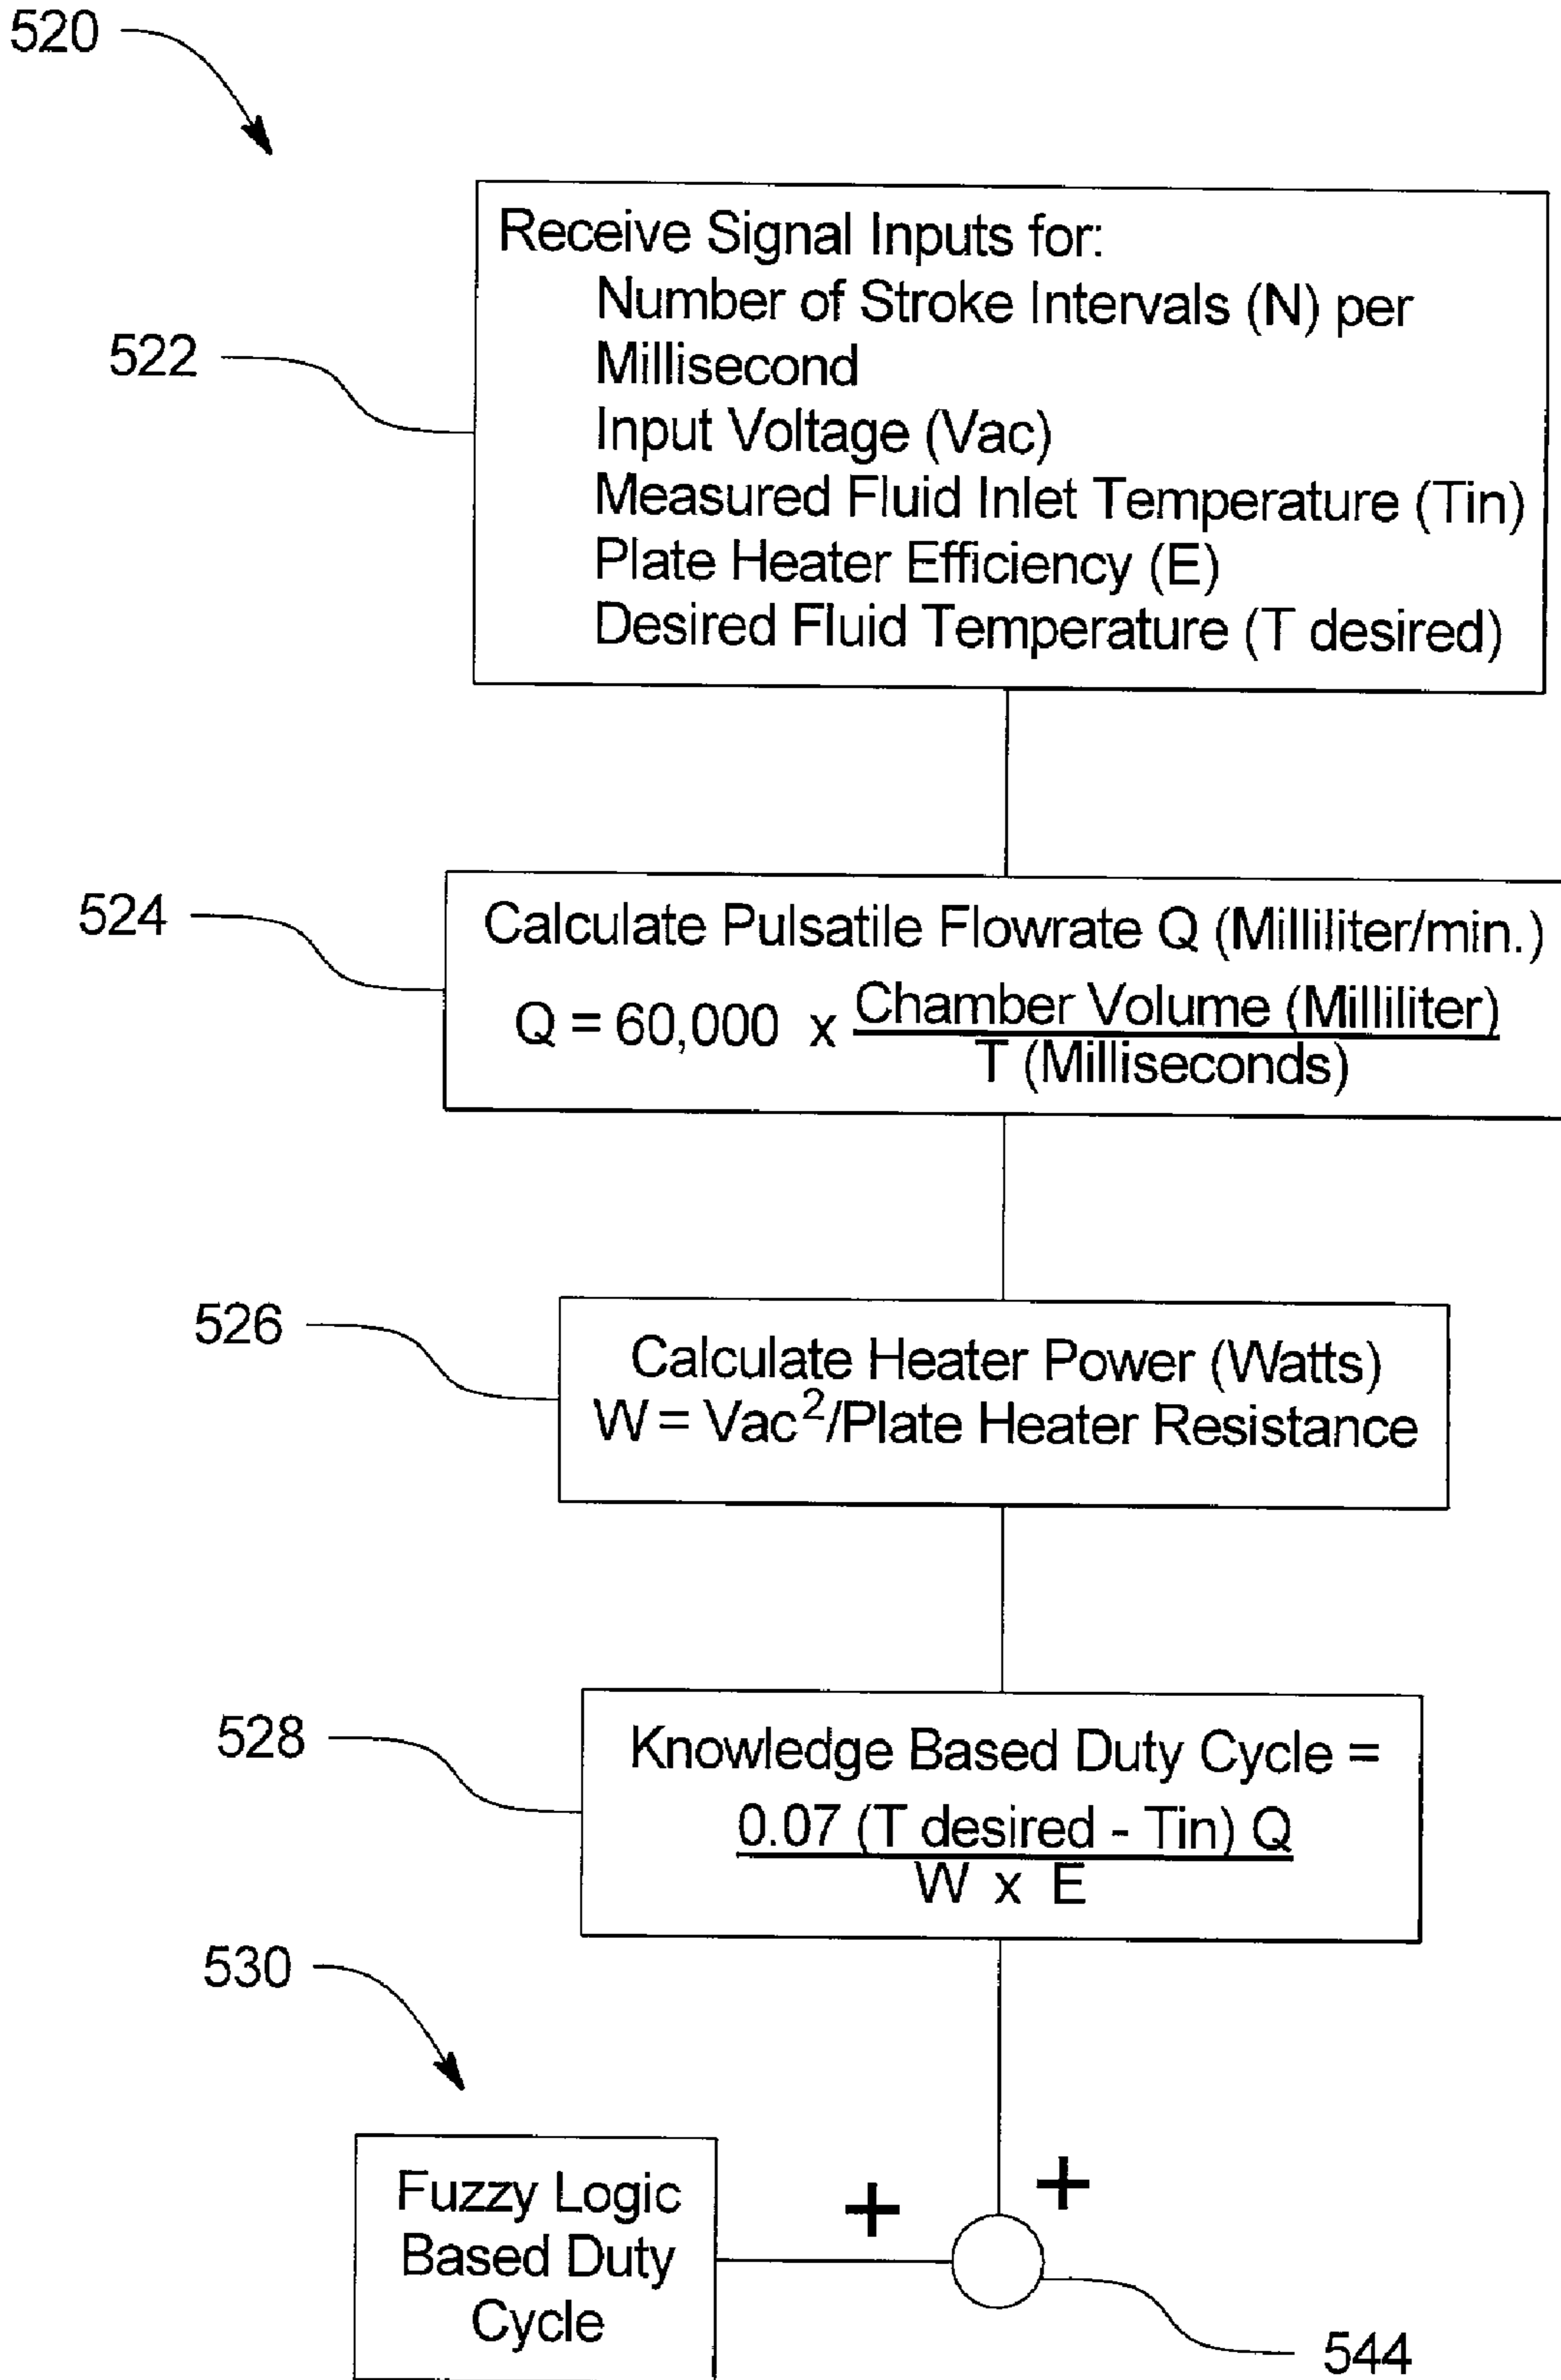 520
522
Receive Signal Inputs for:
Number of Stroke Intervals (N) per
Millisecond
Input Voltage (Vac)
Measured Fluid Inlet Temperature (Tin)
Plate Heater Efficiency (E)
Desired Fluid Temperature (T desired)
524
Calculate Pulsatile Flowrate Q (Milliliter/min.)
Q = 60,000 x Chamber Volume (Milliliter)
T (Milliseconds)
526
Calculate Heater Power (Watts)
W = Vac²/Plate Heater Resistance
528
Knowledge Based Duty Cycle =
0.07 (T desired - Tin) Q
W x E
530
Fuzzy Logic
Based Duty
Cycle
+
+
544